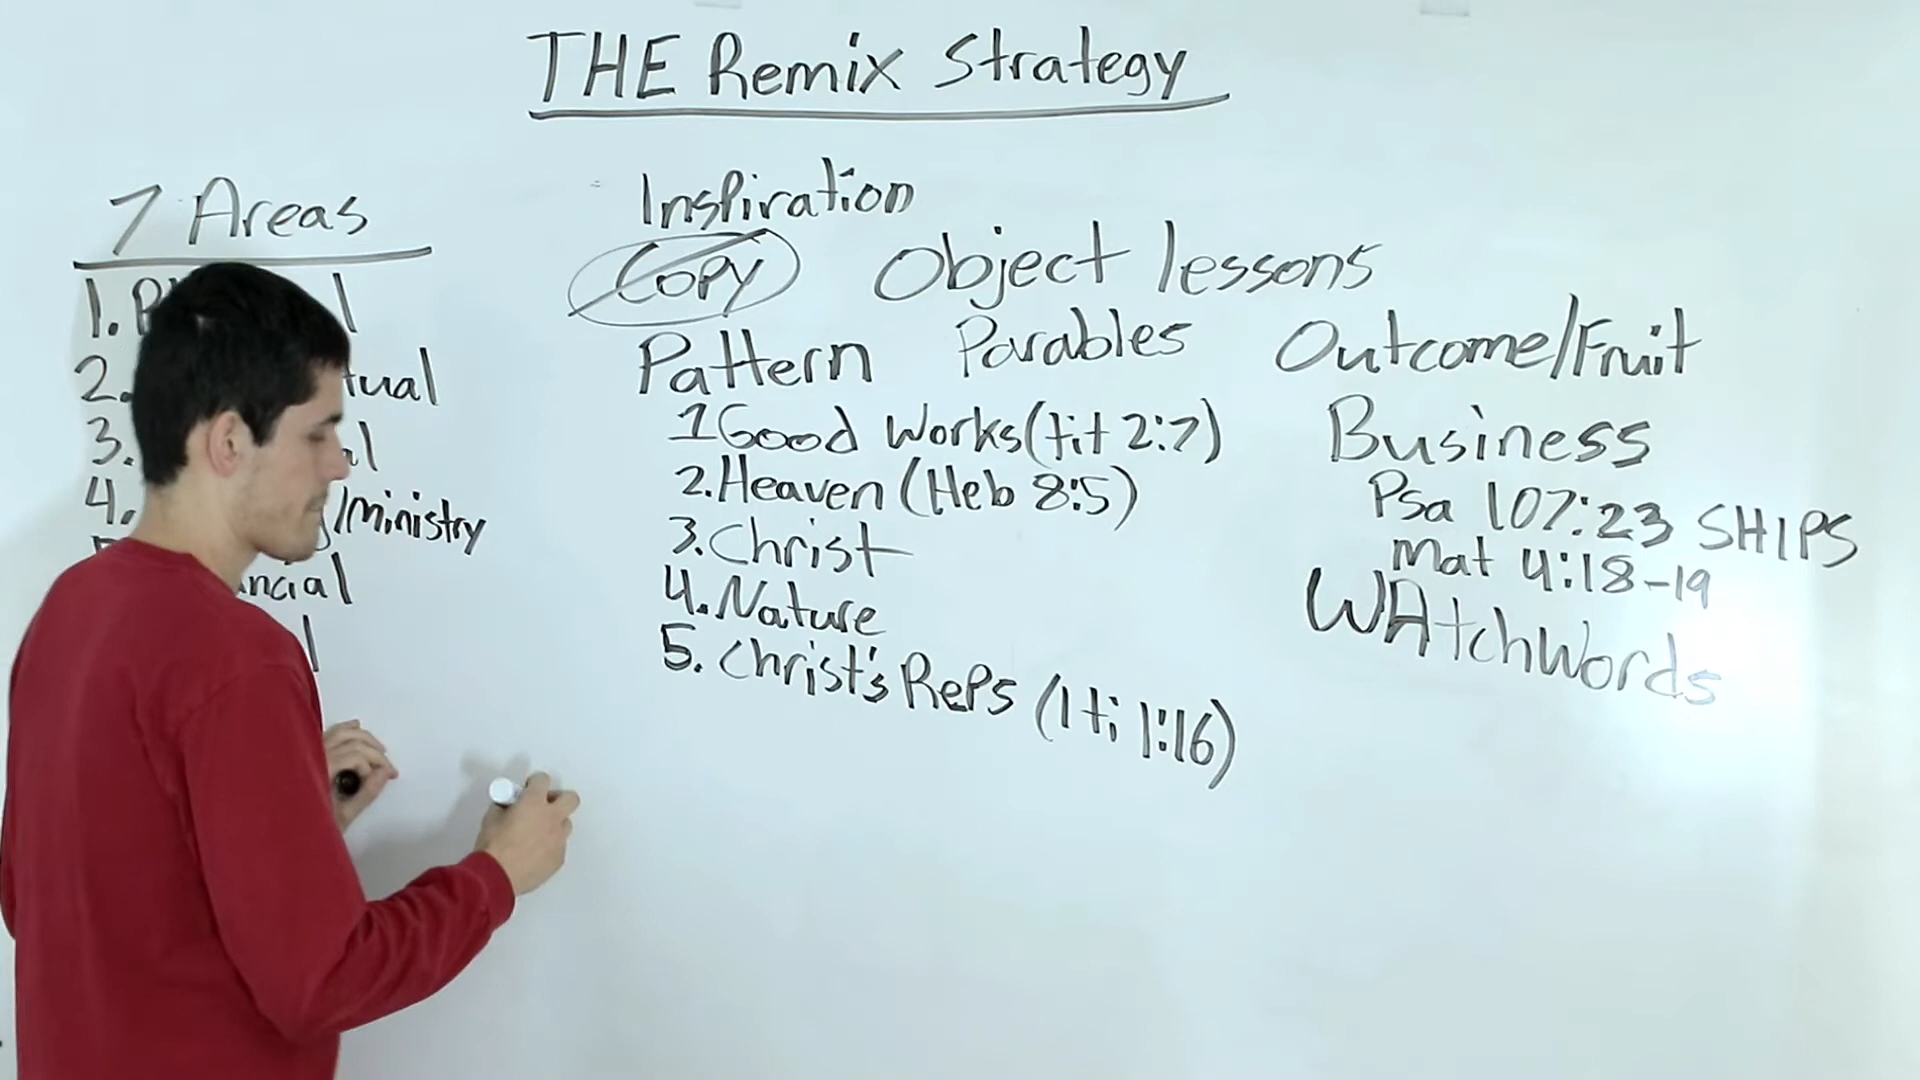 THE Remix Strategy
7 Areas
1. P
2. tual
3. al
4. /ministry
ancial
l
Inspiration
Copy Object lessons
Pattern Parables Outcome/Fruit
1 Good Works (tit 2:7)
2. Heaven (Heb 8:5)
3. Christ
4. Nature
5. Christ's Reps (1 ti 1:16)
Business
Psa 107:23 SHIPS
Mat 4:18-19
WAtchWords